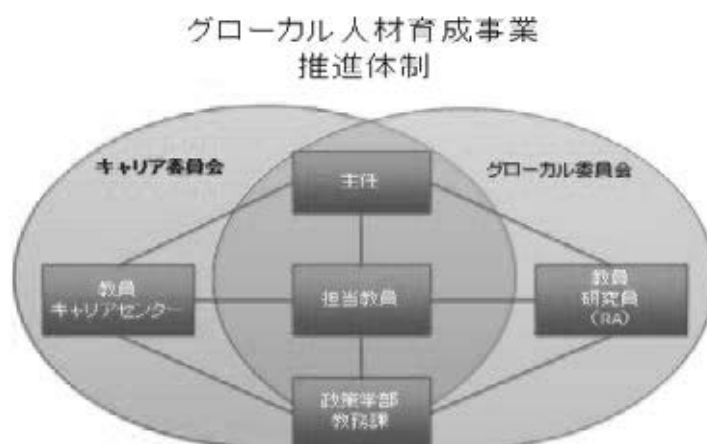 グローカル人材育成事業
推進体制
キャリア委員会
グローカル委員会
主任
教員
キャリアセンター
担当教員
教員
研究員
(RA)
政策学部
教務課